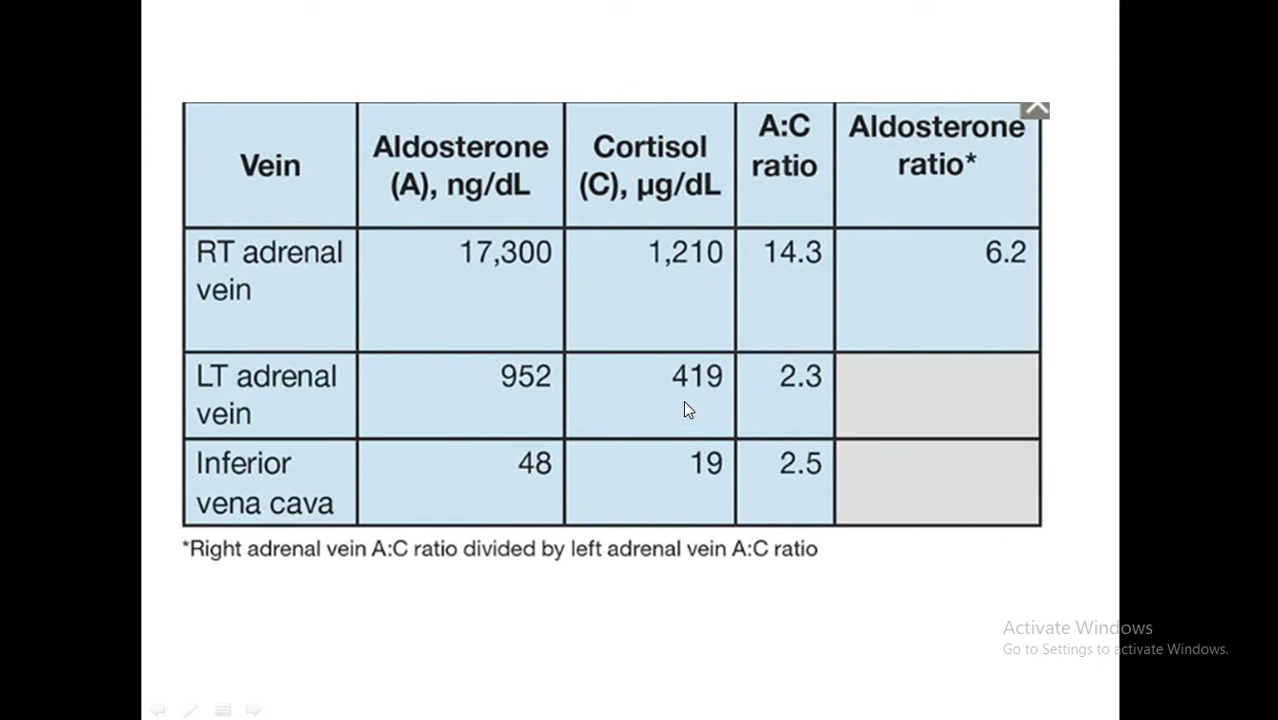 Vein Aldosterone (A), ng/dL Cortisol (C), µg/dL A:C ratio Aldosterone ratio*
RT adrenal vein 17,300 1,210 14.3 6.2
LT adrenal vein 952 419 2.3
Inferior vena cava 48 19 2.5
*Right adrenal vein A:C ratio divided by left adrenal vein A:C ratio
Activate Windows
Go to Settings to activate Windows.